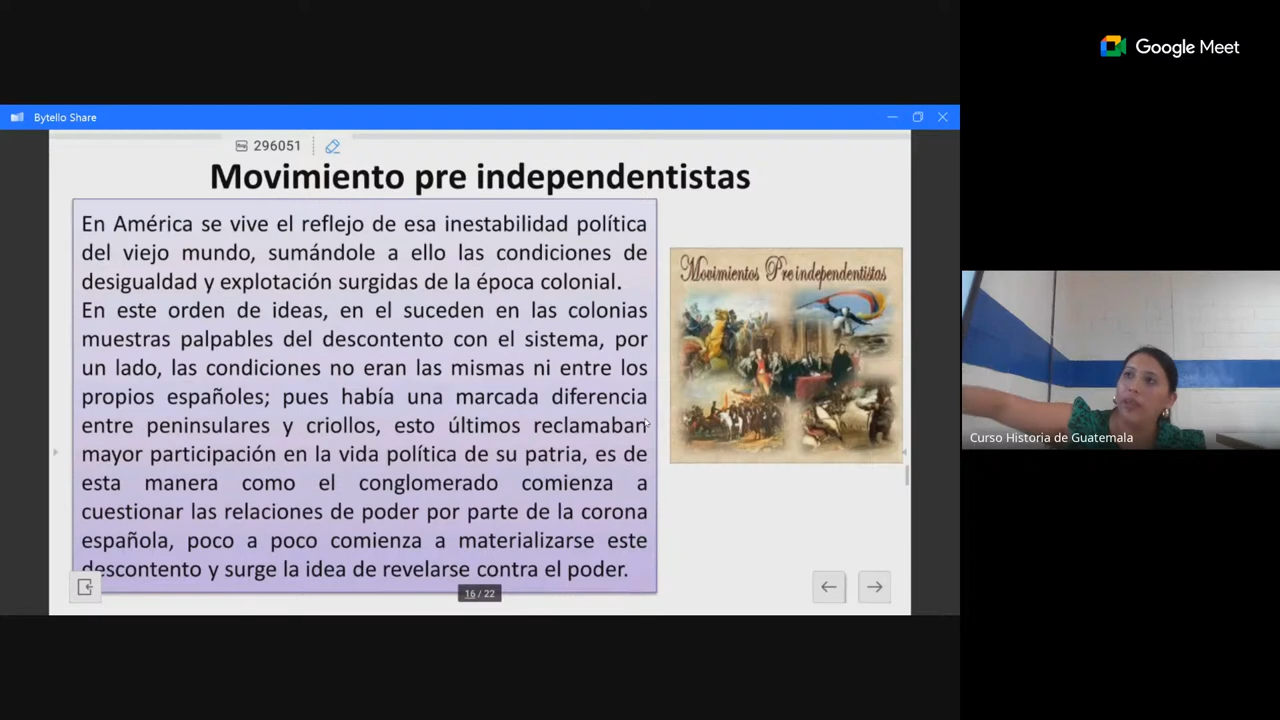 Google Meet
Bytello Share
296051
Movimiento pre independentistas
En América se vive el reflejo de esa inestabilidad política
del viejo mundo, sumándole a ello las condiciones de
desigualdad y explotación surgidas de la época colonial.
En este orden de ideas, en el suceden en las colonias
muestras palpables del descontento con el sistema, por
un lado, las condiciones no eran las mismas ni entre los
propios españoles; pues había una marcada diferencia
entre peninsulares y criollos, esto últimos reclamaban
mayor participación en la vida política de su patria, es de
esta manera como el conglomerado comienza a
cuestionar las relaciones de poder por parte de la corona
española, poco a poco comienza a materializarse este
descontento y surge la idea de revelarse contra el poder.
Movimientos Preindependentistas
16 / 22
Curso Historia de Guatemala